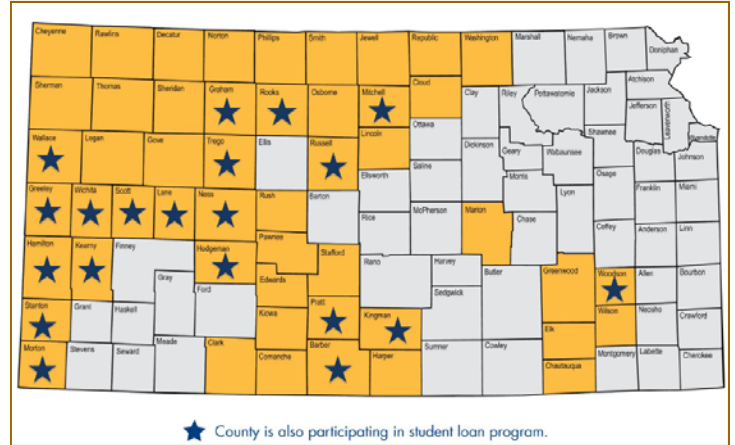 Cheyenne Rawlins Decatur Norton Phillips Smith Jewell Republic Washington Marshall Nemaha Brown Doniphan
Sherman Thomas Sheridan Graham Rooks Osborne Mitchell Cloud Clay Riley Pottawatomie Jackson Atchison
Jefferson Leavenworth
Wallace Logan Gove Trego Ellis Russell Lincoln Ottawa Shawnee
Saline Dickinson Geary Wabaunsee Douglas Johnson
Ellsworth Morris Osage
Greeley Wichita Scott Lane Ness Rush Barton Rice McPherson Marion Chase Lyon Franklin Miami
Pawnee Coffey Anderson Linn
Hamilton Kearny Finney Hodgeman Stafford Reno Harvey Butler Greenwood Woodson Allen Bourbon
Gray Ford Edwards Sedgwick
Stanton Grant Haskell Kiowa Pratt Kingman Wilson Neosho Crawford
Elk
Morton Stevens Seward Meade Clark Comanche Barber Harper Sumner Cowley Chautauqua Montgomery Labette Cherokee
County is also participating in student loan program.